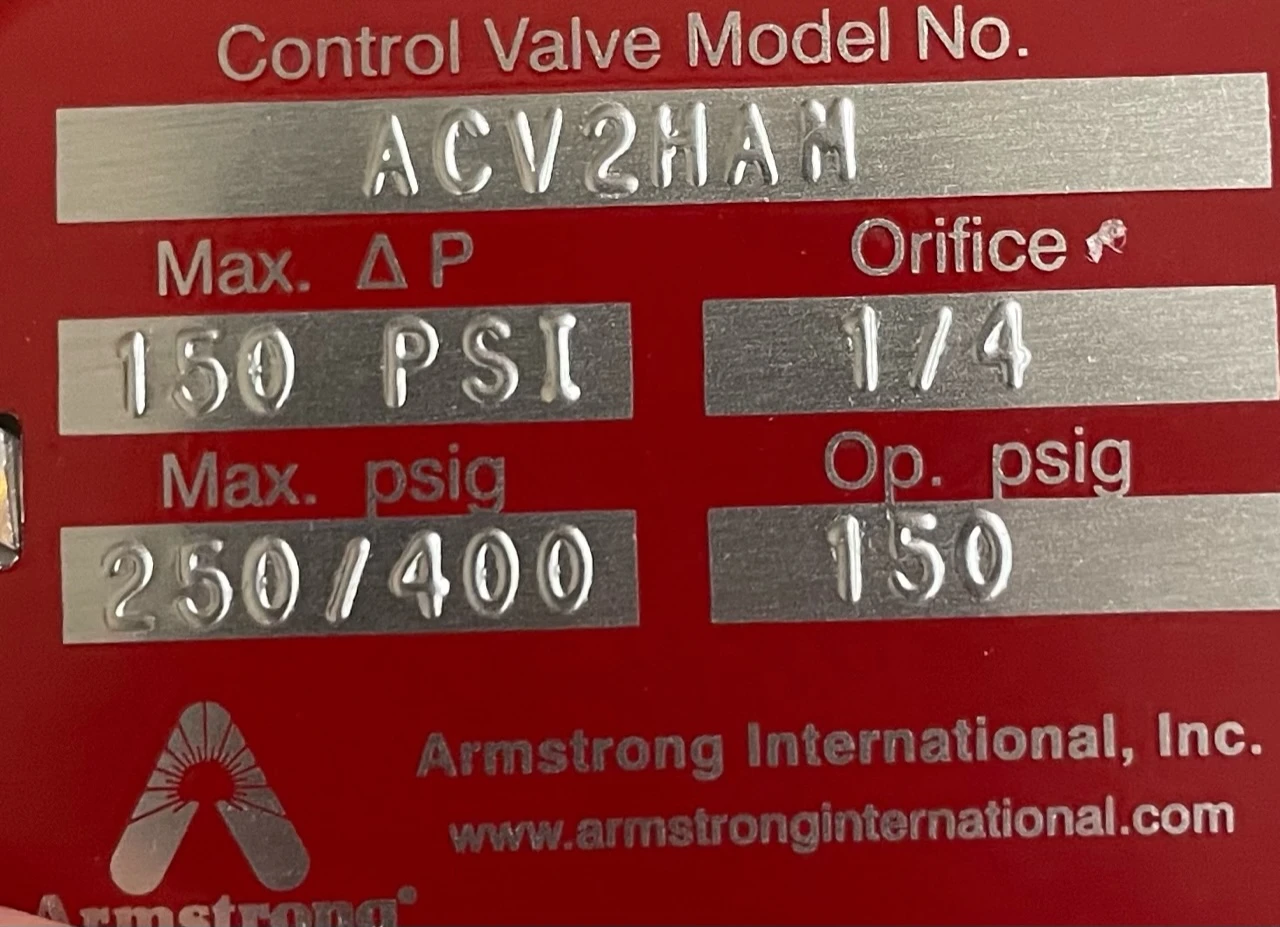 Control Valve Model No.
ACV2HAM
Max. Δ P Orifice
150 PSI 1/4
Max. psig Op. psig
250/400 150
Armstrong International, Inc.
www.armstronginternational.com
Armstrong®